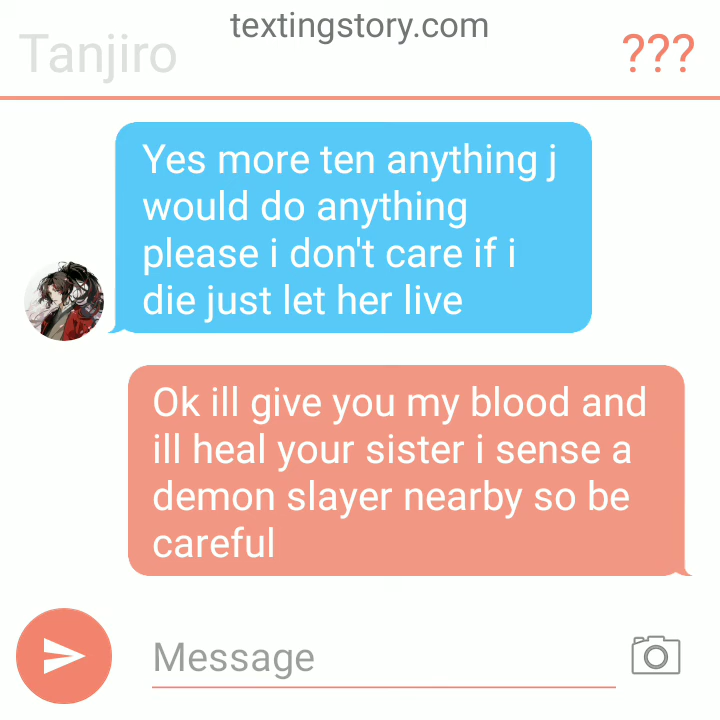 textingstory.com
Tanjiro
???
Yes more ten anything j
would do anything
please i don't care if i
die just let her live
Ok ill give you my blood and
ill heal your sister i sense a
demon slayer nearby so be
careful
Message